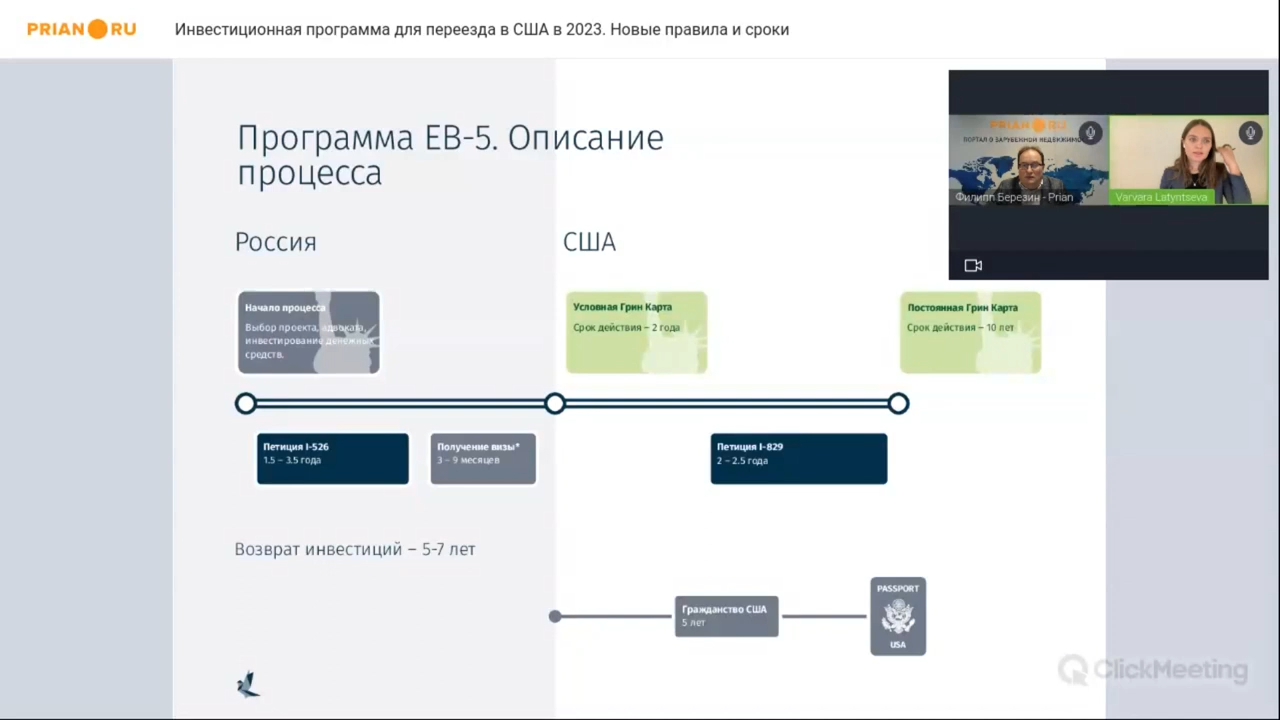 PRIAN RU
Инвестиционная программа для переезда в США в 2023. Новые правила и сроки
Программа EB-5. Описание
процесса
PRIAN RU
ПОРТАЛ О ЗАРУБЕЖНОЙ НЕДВИЖИМО
Филипп Березин - Prian
Varvara Latyntseva
Россия
США
Начало процесса
Выбор проекта, адвоката,
инвестирование денежных
средств.
Условная Грин Карта
Срок действия – 2 года
Постоянная Грин Карта
Срок действия – 10 лет
Петиция I-526
1.5 – 3.5 года
Получение визы*
3 – 9 месяцев
Петиция I-829
2 – 2.5 года
Возврат инвестиций – 5-7 лет
Гражданство США
5 лет
PASSPORT
USA
ClickMeeting